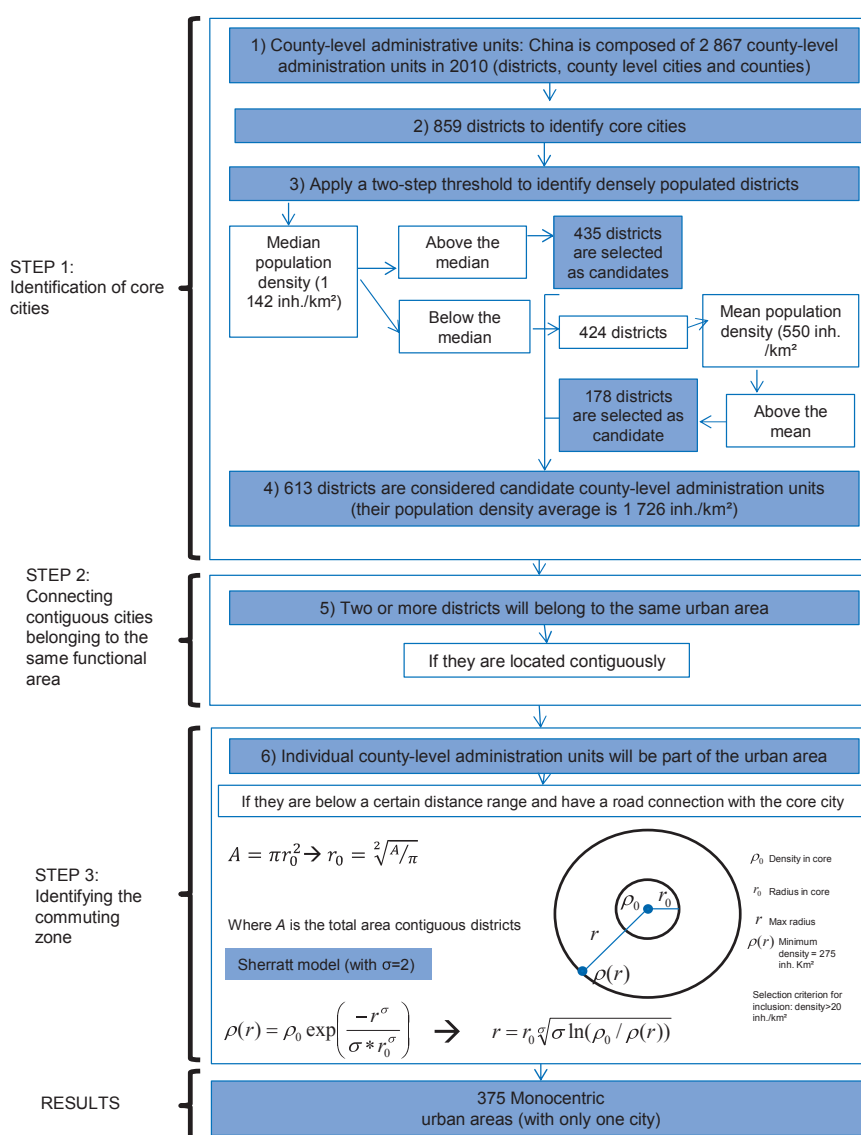 1) County-level administrative units: China is composed of 2 867 county-level
administration units in 2010 (districts, county level cities and counties)
2) 859 districts to identify core cities
3) Apply a two-step threshold to identify densely populated districts
STEP 1:
Identification of core
cities
Median
population
density (1
142 inh./km²)
Above the
median
435 districts
are selected
as candidates
Below the
median
424 districts
Mean population
density (550 inh.
/km²
178 districts
are selected as
candidate
Above the
mean
4) 613 districts are considered candidate county-level administration units
(their population density average is 1 726 inh./km²)
STEP 2:
Connecting
contiguous cities
belonging to the
same functional
area
5) Two or more districts will belong to the same urban area
If they are located contiguously
6) Individual county-level administration units will be part of the urban area
If they are below a certain distance range and have a road connection with the core city
STEP 3:
Identifying the
commuting
zone
A = πr₀² → r₀ = ²√(A/π)
Where A is the total area contiguous districts
Sherratt model (with σ=2)
ρ(r) = ρ₀ exp(−r^σ / σ * r₀^σ) → r = r₀ ^σ√(σ ln(ρ₀ / ρ(r)))
ρ₀
r₀
r
ρ(r)
ρ₀ Density in core
r₀ Radius in core
r Max radius
ρ(r) Minimum
density = 275
inh. Km²
Selection criterion for
inclusion: density>20
inh./km²
RESULTS
375 Monocentric
urban areas (with only one city)